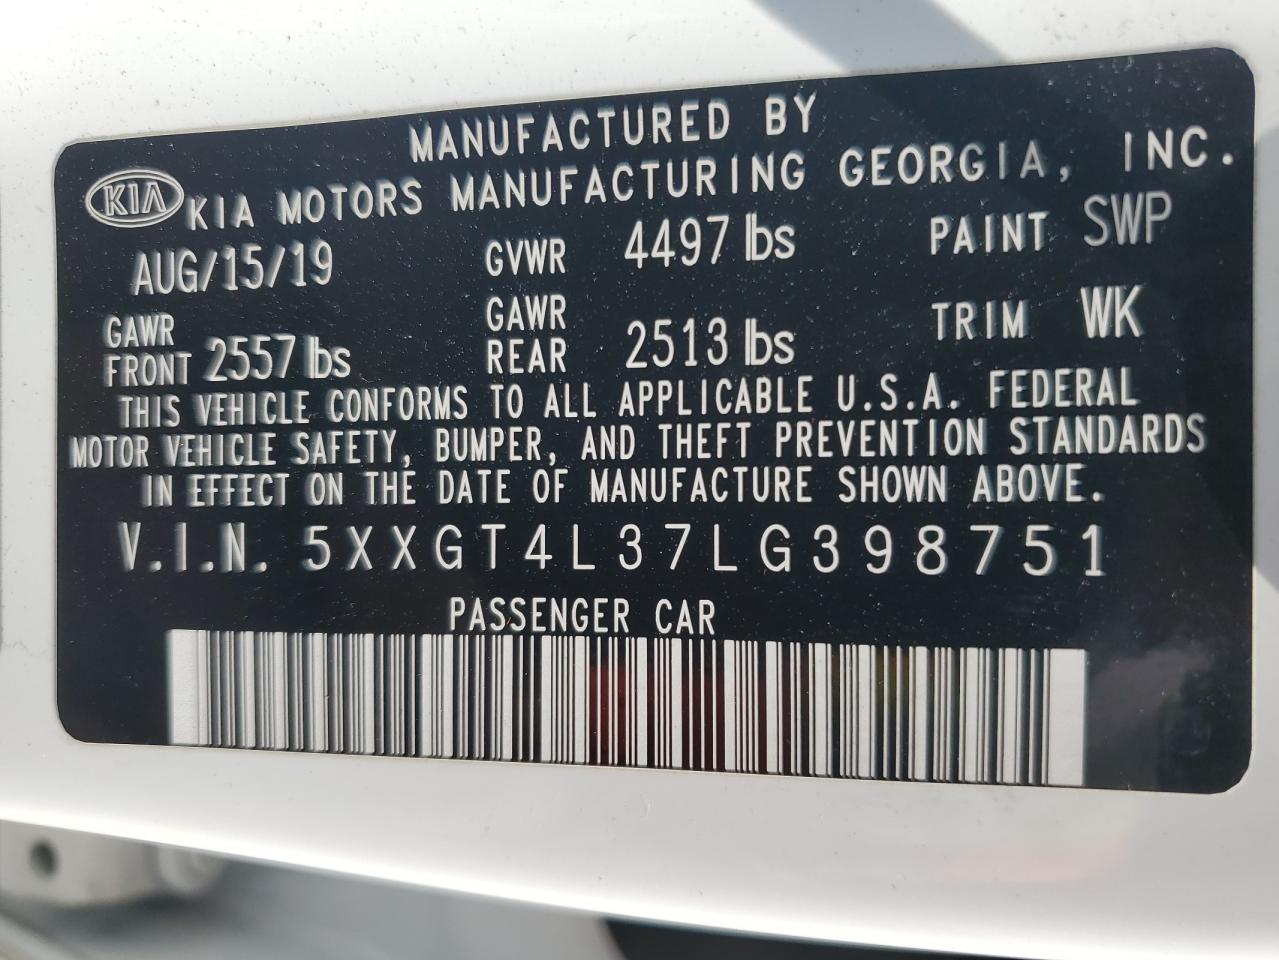 MANUFACTURED BY
KIA KIA MOTORS MANUFACTURING GEORGIA, INC.
AUG/15/19 GVWR 4497 lbs PAINT SWP
GAWR FRONT 2557 lbs GAWR REAR 2513 lbs TRIM WK
THIS VEHICLE CONFORMS TO ALL APPLICABLE U.S.A. FEDERAL
MOTOR VEHICLE SAFETY, BUMPER, AND THEFT PREVENTION STANDARDS
IN EFFECT ON THE DATE OF MANUFACTURE SHOWN ABOVE.
V.I.N. 5XXGT4L37LG398751
PASSENGER CAR